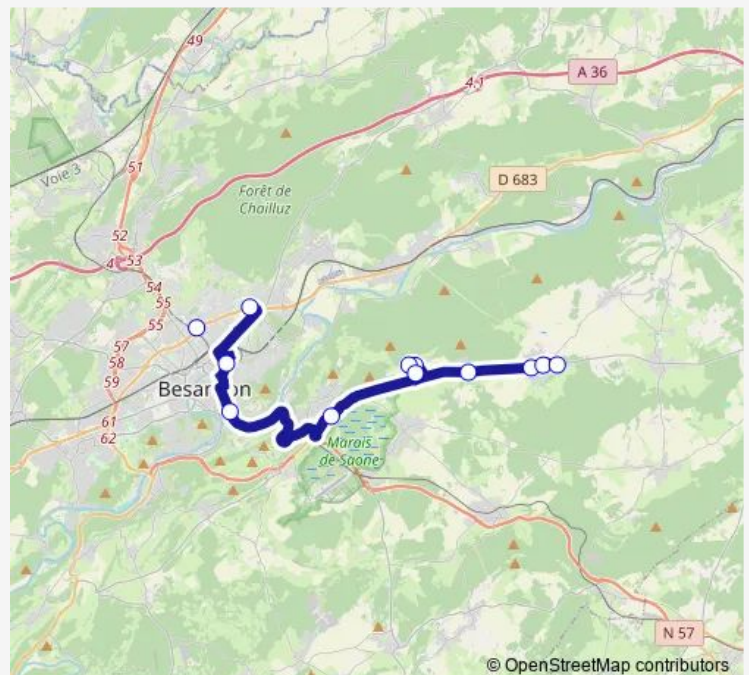 49
A 36
4.1
Voie 3
51
D 683
Forêt de
Chailluz
52
4
53
54
55
55
57
58
59
Besan on
61
62
Marais
de Saône
N 57
© OpenStreetMap contributors